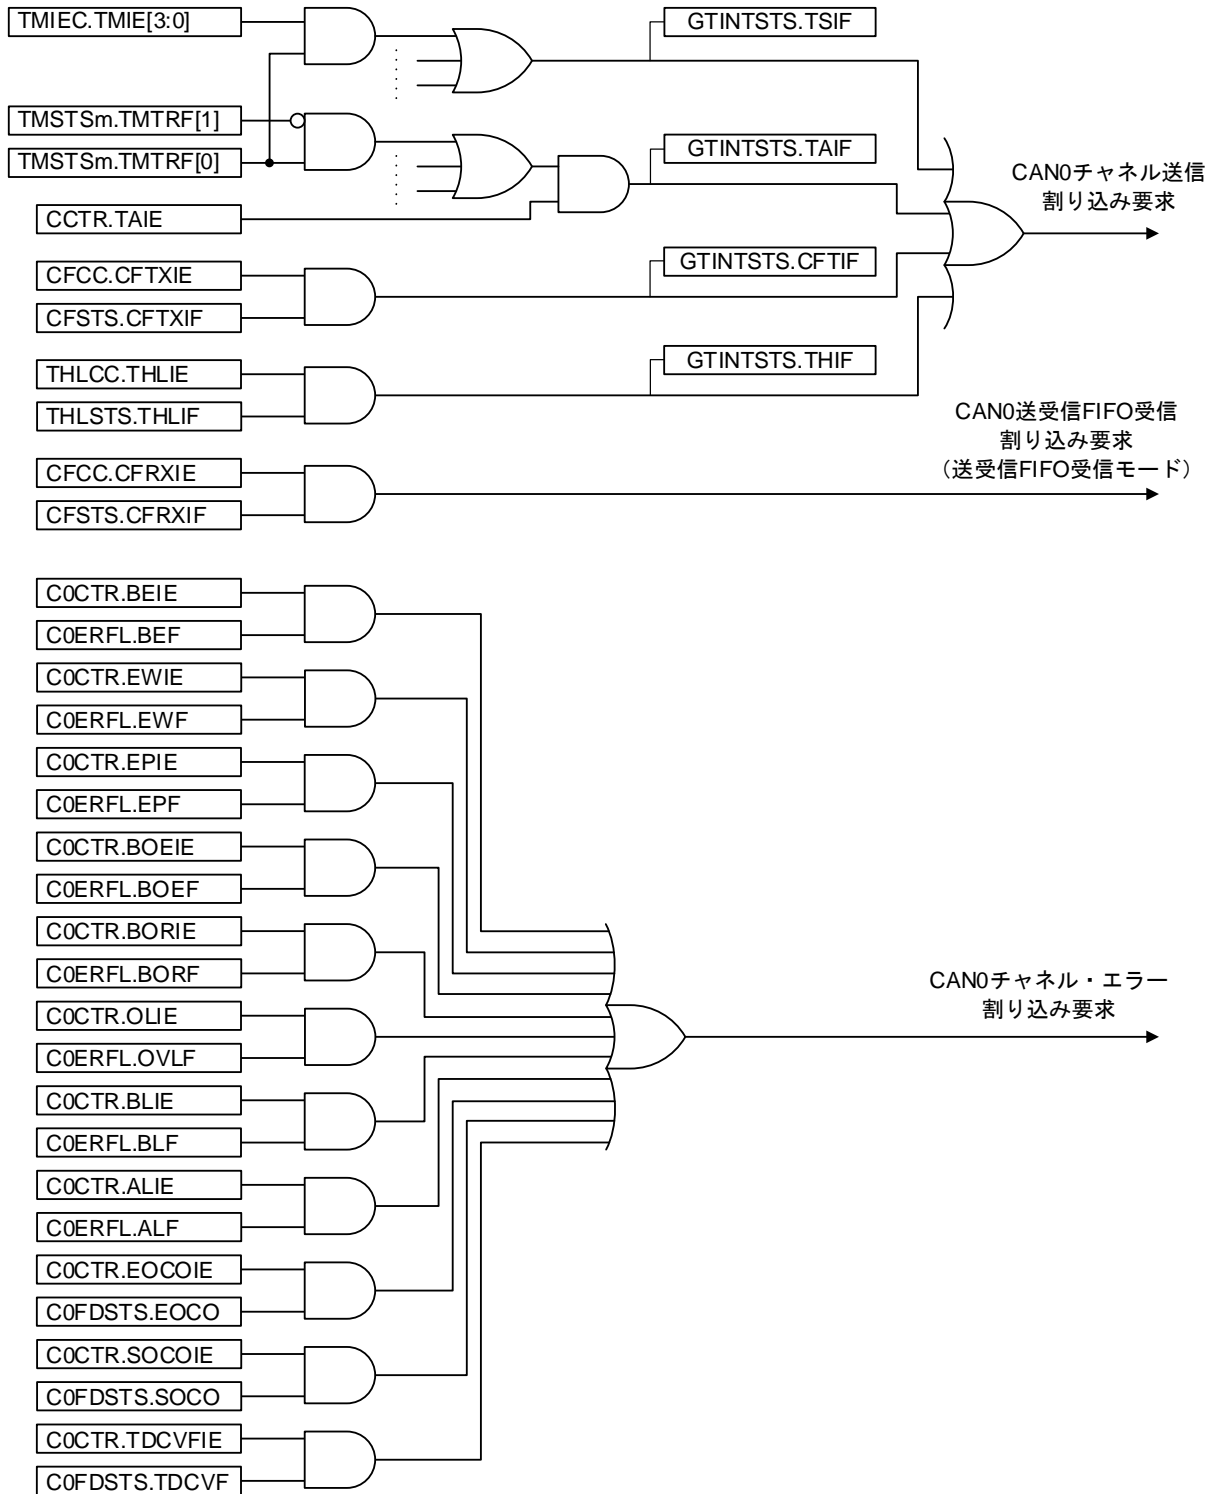 TMIEC.TMIE[3:0]
GTINTSTS.TSIF
TMSTSm.TMTRF[1]
TMSTSm.TMTRF[0]
GTINTSTS.TAIF
CAN0チャネル送信
割り込み要求
CCTR.TAIE
CFCC.CFTXIE
GTINTSTS.CFTIF
CFSTS.CFTXIF
THLCC.THLIE
GTINTSTS.THIF
THLSTS.THLIF
CAN0送受信FIFO受信
割り込み要求
（送受信FIFO受信モード）
CFCC.CFRXIE
CFSTS.CFRXIF
C0CTR.BEIE
C0ERFL.BEF
C0CTR.EWIE
C0ERFL.EWF
C0CTR.EPIE
C0ERFL.EPF
C0CTR.BOEIE
C0ERFL.BOEF
C0CTR.BORIE
C0ERFL.BORF
CAN0チャネル・エラー
割り込み要求
C0CTR.OLIE
C0ERFL.OVLF
C0CTR.BLIE
C0ERFL.BLF
C0CTR.ALIE
C0ERFL.ALF
C0CTR.EOCOIE
C0FDSTS.EOCO
C0CTR.SOCOIE
C0FDSTS.SOCO
C0CTR.TDCVFIE
C0FDSTS.TDCVF